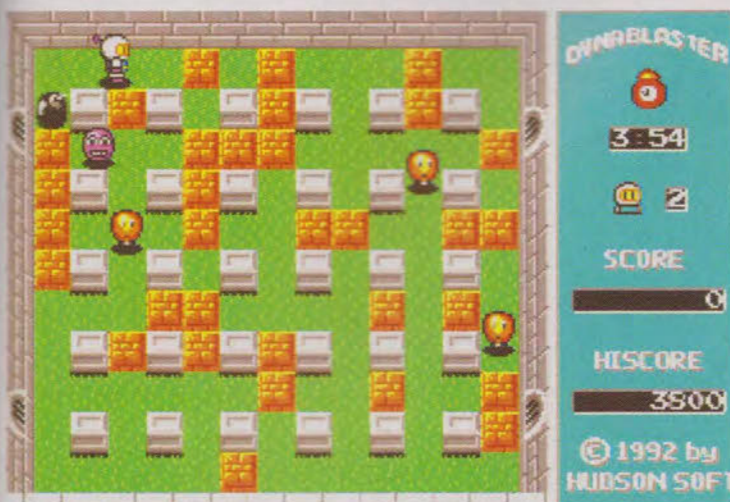 DYNABLASTER
3:54
2
SCORE
0
HISCORE
3800
© 1992 by
HUDSON SOFT